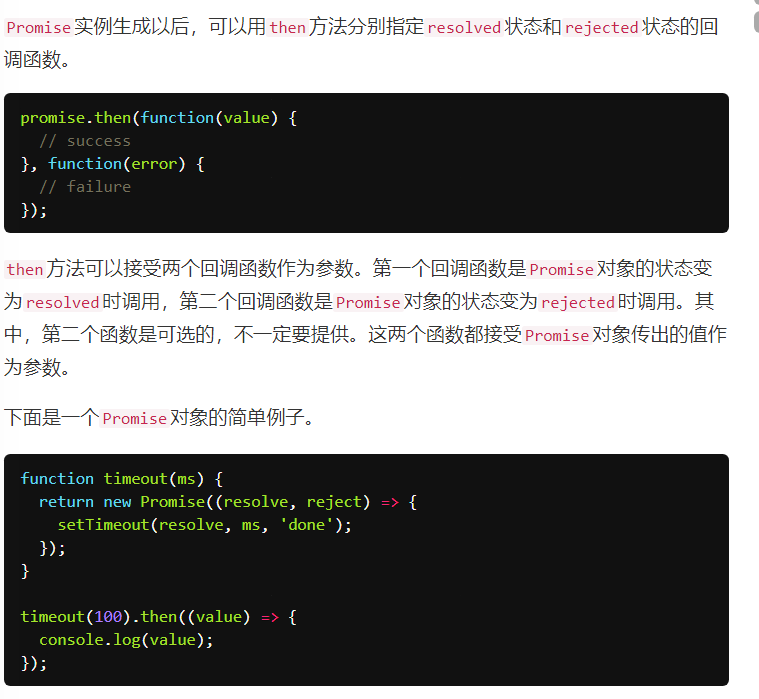 Promise实例生成以后，可以用then方法分别指定resolved状态和rejected状态的回
调函数。
promise.then(function(value) {
  // success
}, function(error) {
  // failure
});
then方法可以接受两个回调函数作为参数。第一个回调函数是Promise对象的状态变
为resolved时调用，第二个回调函数是Promise对象的状态变为rejected时调用。其
中，第二个函数是可选的，不一定要提供。这两个函数都接受Promise对象传出的值作
为参数。
下面是一个Promise对象的简单例子。
function timeout(ms) {
  return new Promise((resolve, reject) => {
    setTimeout(resolve, ms, 'done');
  });
}
timeout(100).then((value) => {
  console.log(value);
});